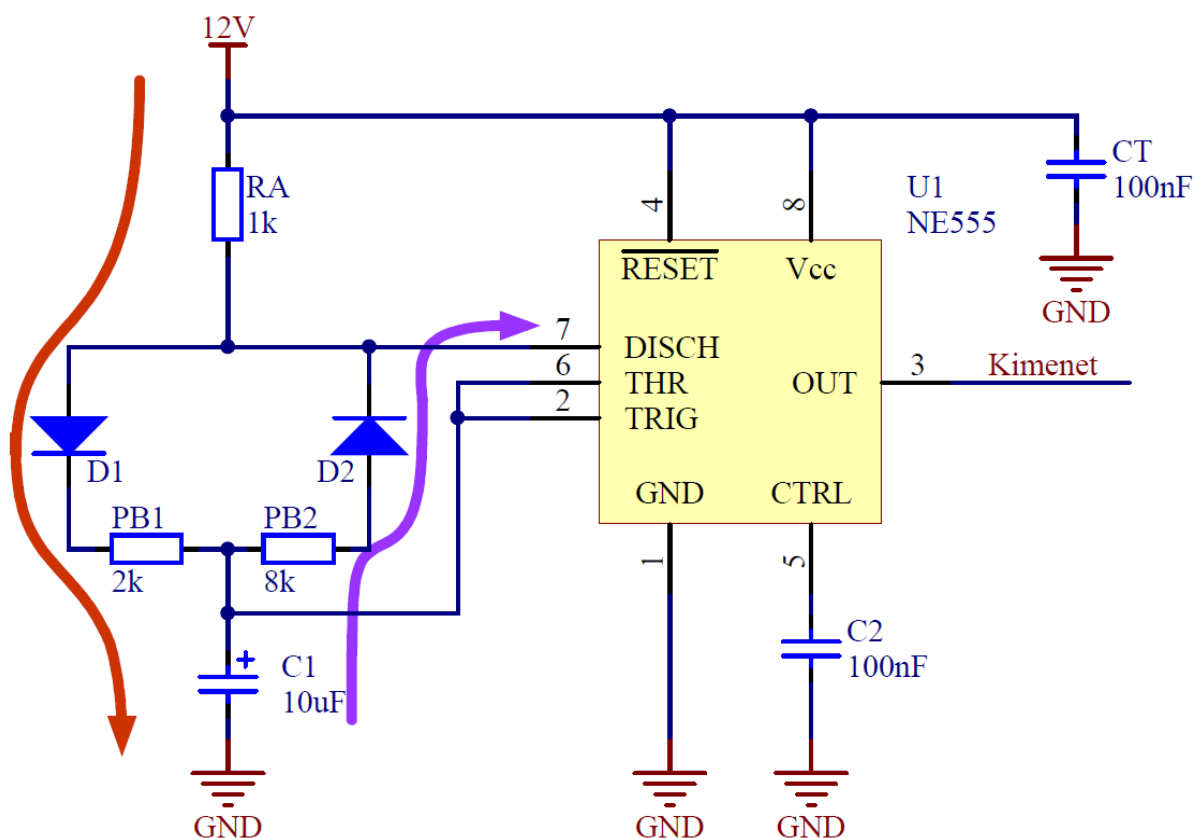 12V
RA
1k
CT
100nF
U1
NE555
GND
4
8
RESET
Vcc
7
DISCH
6
THR
2
TRIG
OUT
3
Kimenet
D1
D2
GND
CTRL
PB1
2k
PB2
8k
1
5
C1
10uF
+
C2
100nF
GND
GND
GND